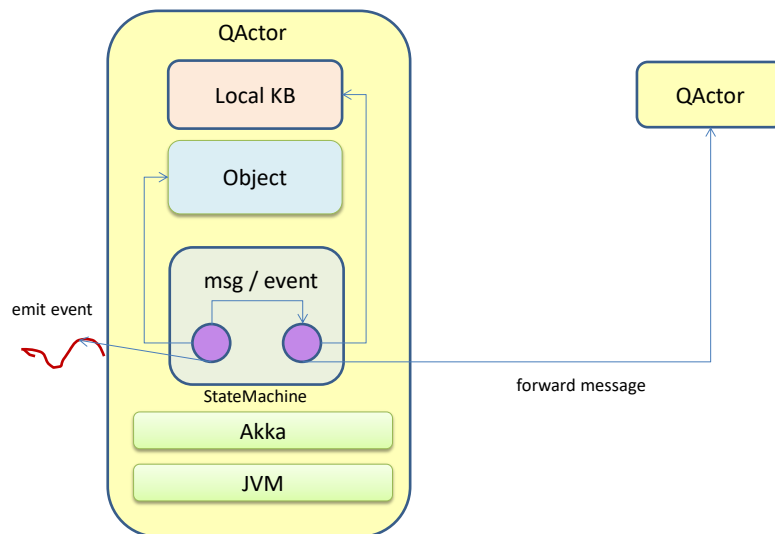 QActor
Local KB
QActor
Object
msg / event
emit event
forward message
StateMachine
Akka
JVM